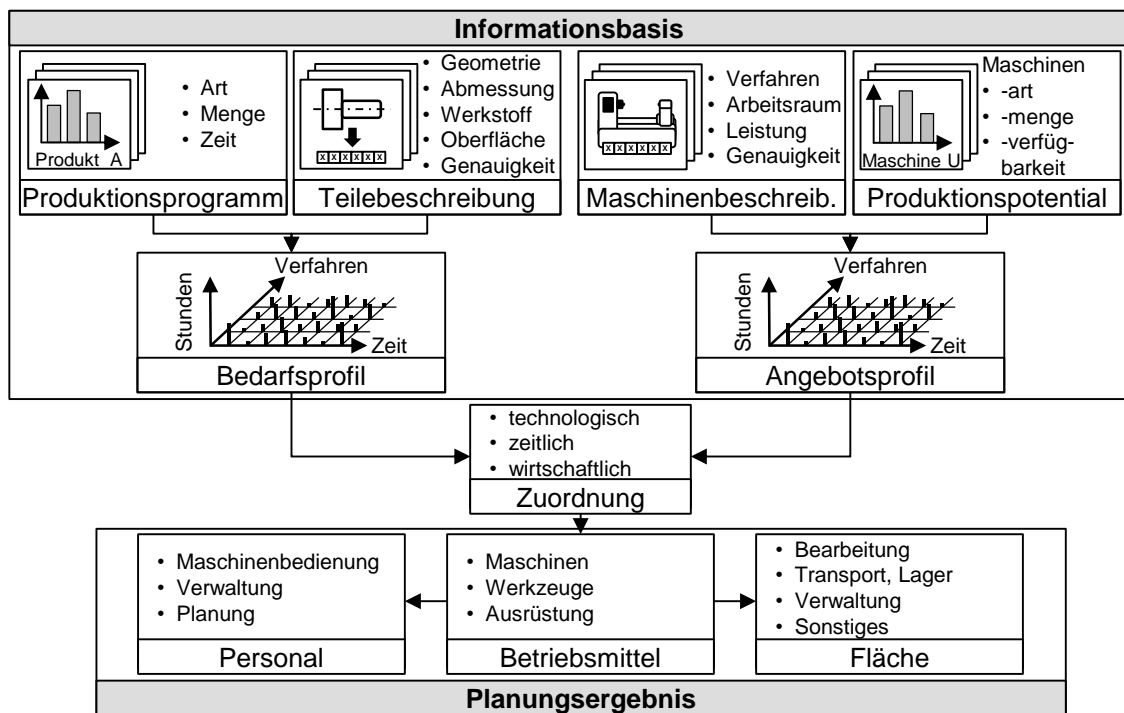 Informationsbasis
Produkt A
• Art
• Menge
• Zeit
Produktionsprogramm
X X X X X X
• Geometrie
• Abmessung
• Werkstoff
• Oberfläche
• Genauigkeit
Teilebeschreibung
X X X X X X
• Verfahren
• Arbeitsraum
• Leistung
• Genauigkeit
Maschinenbeschreib.
Maschine U
Maschinen
• -art
• -menge
• -verfüg-
barkeit
Produktionspotential
Stunden
Verfahren
Zeit
Bedarfsprofil
Stunden
Verfahren
Zeit
Angebotsprofil
• technologisch
• zeitlich
• wirtschaftlich
Zuordnung
• Maschinenbedienung
• Verwaltung
• Planung
Personal
• Maschinen
• Werkzeuge
• Ausrüstung
Betriebsmittel
• Bearbeitung
• Transport, Lager
• Verwaltung
• Sonstiges
Fläche
Planungsergebnis